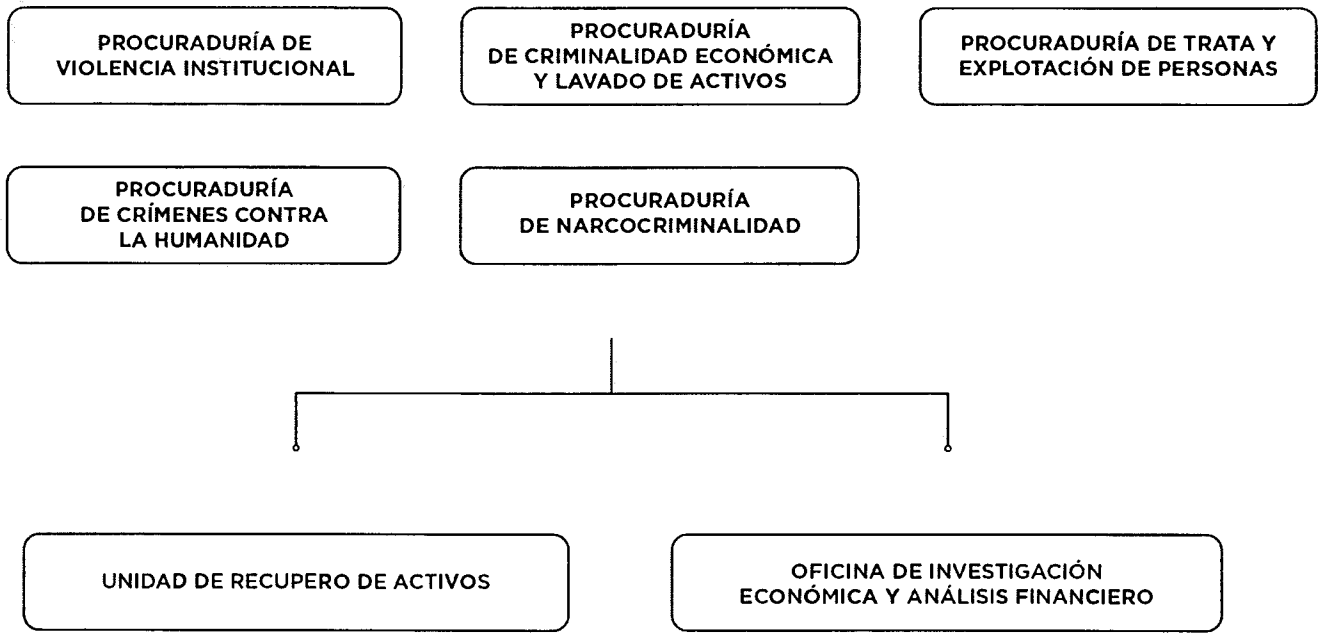 PROCURADURÍA DE
VIOLENCIA INSTITUCIONAL
PROCURADURÍA
DE CRIMINALIDAD ECONÓMICA
Y LAVADO DE ACTIVOS
PROCURADURÍA DE TRATA Y
EXPLOTACIÓN DE PERSONAS
PROCURADURÍA
DE CRÍMENES CONTRA
LA HUMANIDAD
PROCURADURÍA
DE NARCOCRIMINALIDAD
UNIDAD DE RECUPERO DE ACTIVOS
OFICINA DE INVESTIGACIÓN
ECONÓMICA Y ANÁLISIS FINANCIERO